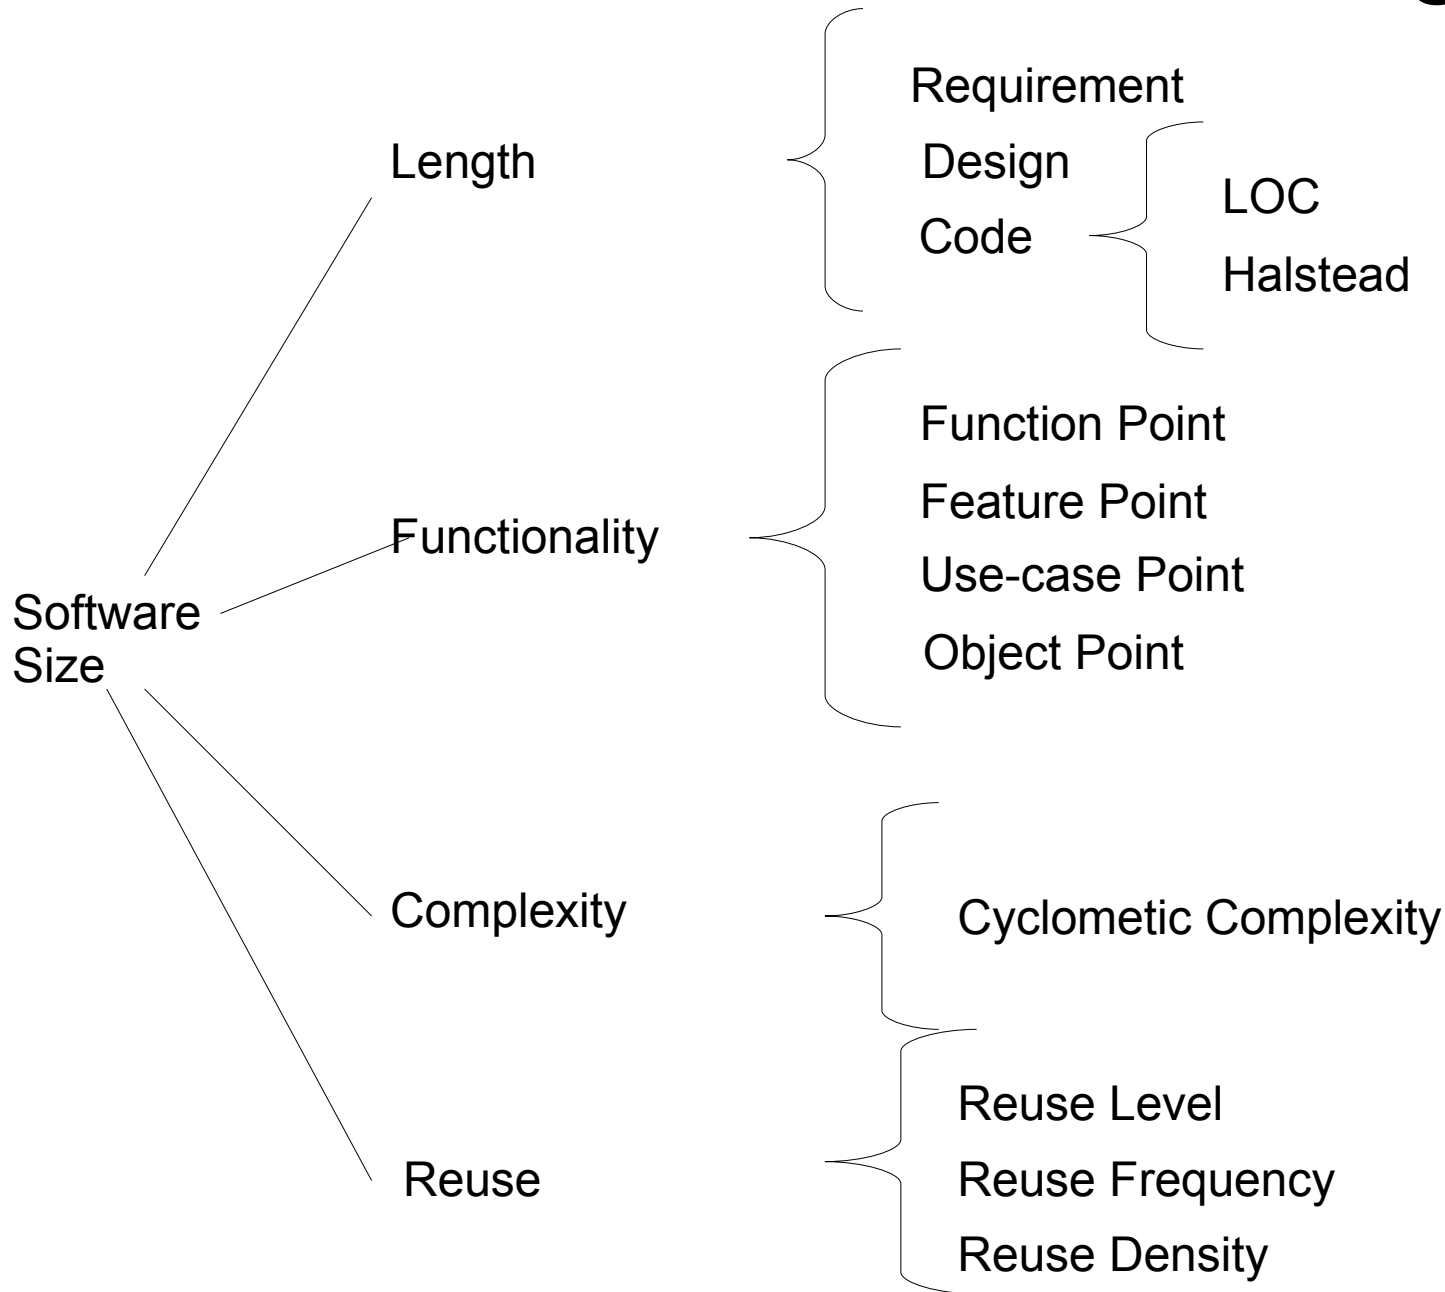 Requirement
Length
Design
LOC
Code
Halstead
Function Point
Feature Point
Functionality
Use-case Point
Software
Size
Object Point
Complexity
Cyclometic Complexity
Reuse Level
Reuse
Reuse Frequency
Reuse Density